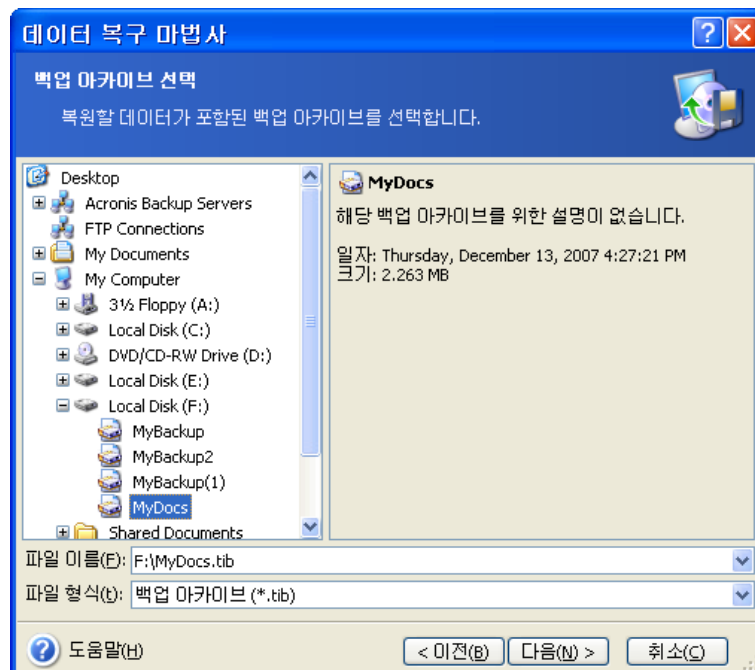 데이터 복구 마법사
백업 아카이브 선택
복원할 데이터가 포함된 백업 아카이브를 선택합니다.
Desktop
Acronis Backup Servers
FTP Connections
My Documents
My Computer
3½ Floppy (A:)
Local Disk (C:)
DVD/CD-RW Drive (D:)
Local Disk (E:)
Local Disk (F:)
MyBackup
MyBackup2
MyBackup(1)
MyDocs
Shared Documents
MyDocs
해당 백업 아카이브를 위한 설명이 없습니다.
일자: Thursday, December 13, 2007 4:27:21 PM
크기: 2.263 MB
파일 이름(F): F:\MyDocs.tib
파일 형식(t): 백업 아카이브 (*.tib)
도움말(H)
< 이전(B)
다음(N) >
취소(C)